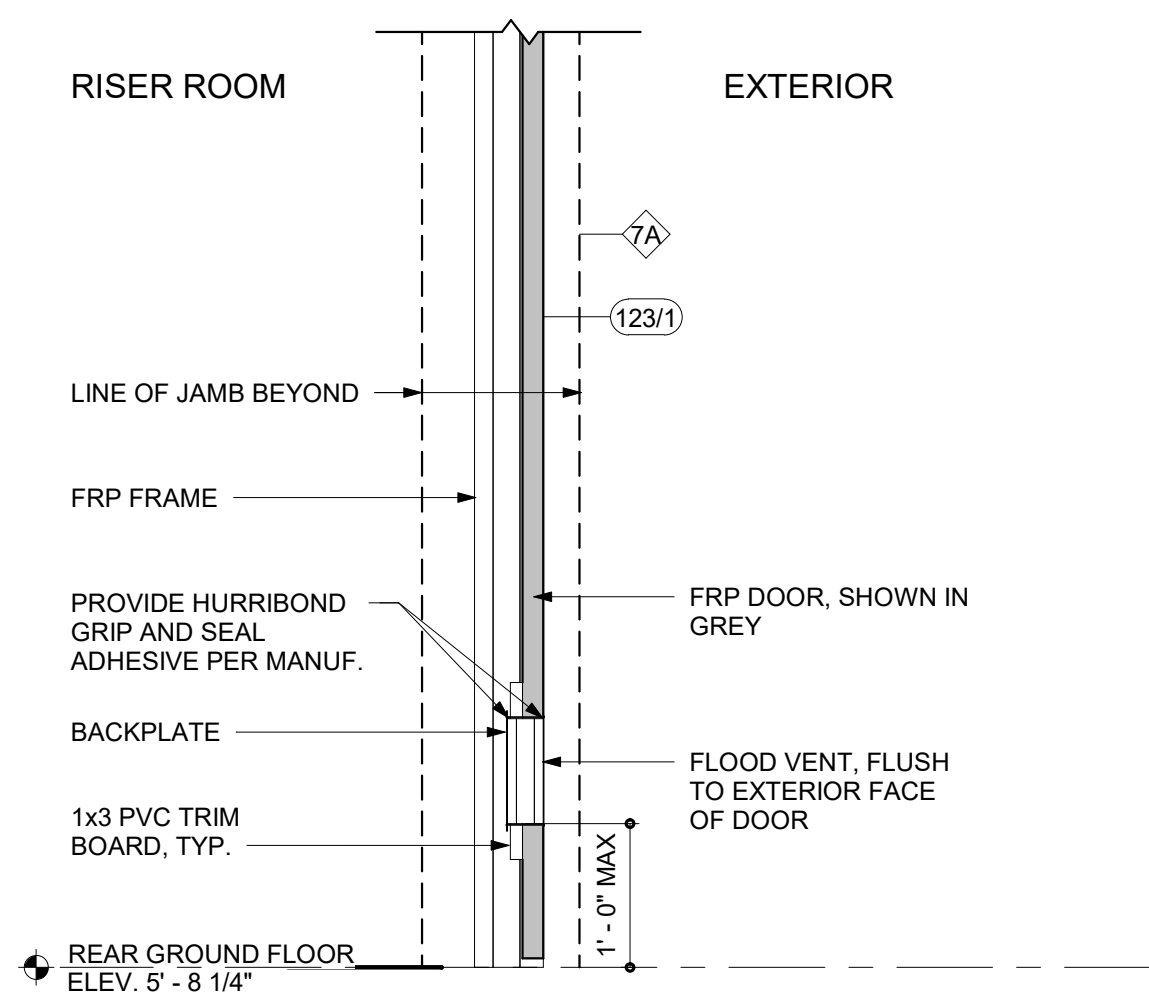 RISER ROOM
EXTERIOR
7A
123/1
LINE OF JAMB BEYOND
FRP FRAME
PROVIDE HURRIBOND
GRIP AND SEAL
ADHESIVE PER MANUF.
FRP DOOR, SHOWN IN
GREY
BACKPLATE
FLOOD VENT, FLUSH
TO EXTERIOR FACE
OF DOOR
1x3 PVC TRIM
BOARD, TYP.
1' - 0" MAX
REAR GROUND FLOOR
ELEV. 5' - 8 1/4"